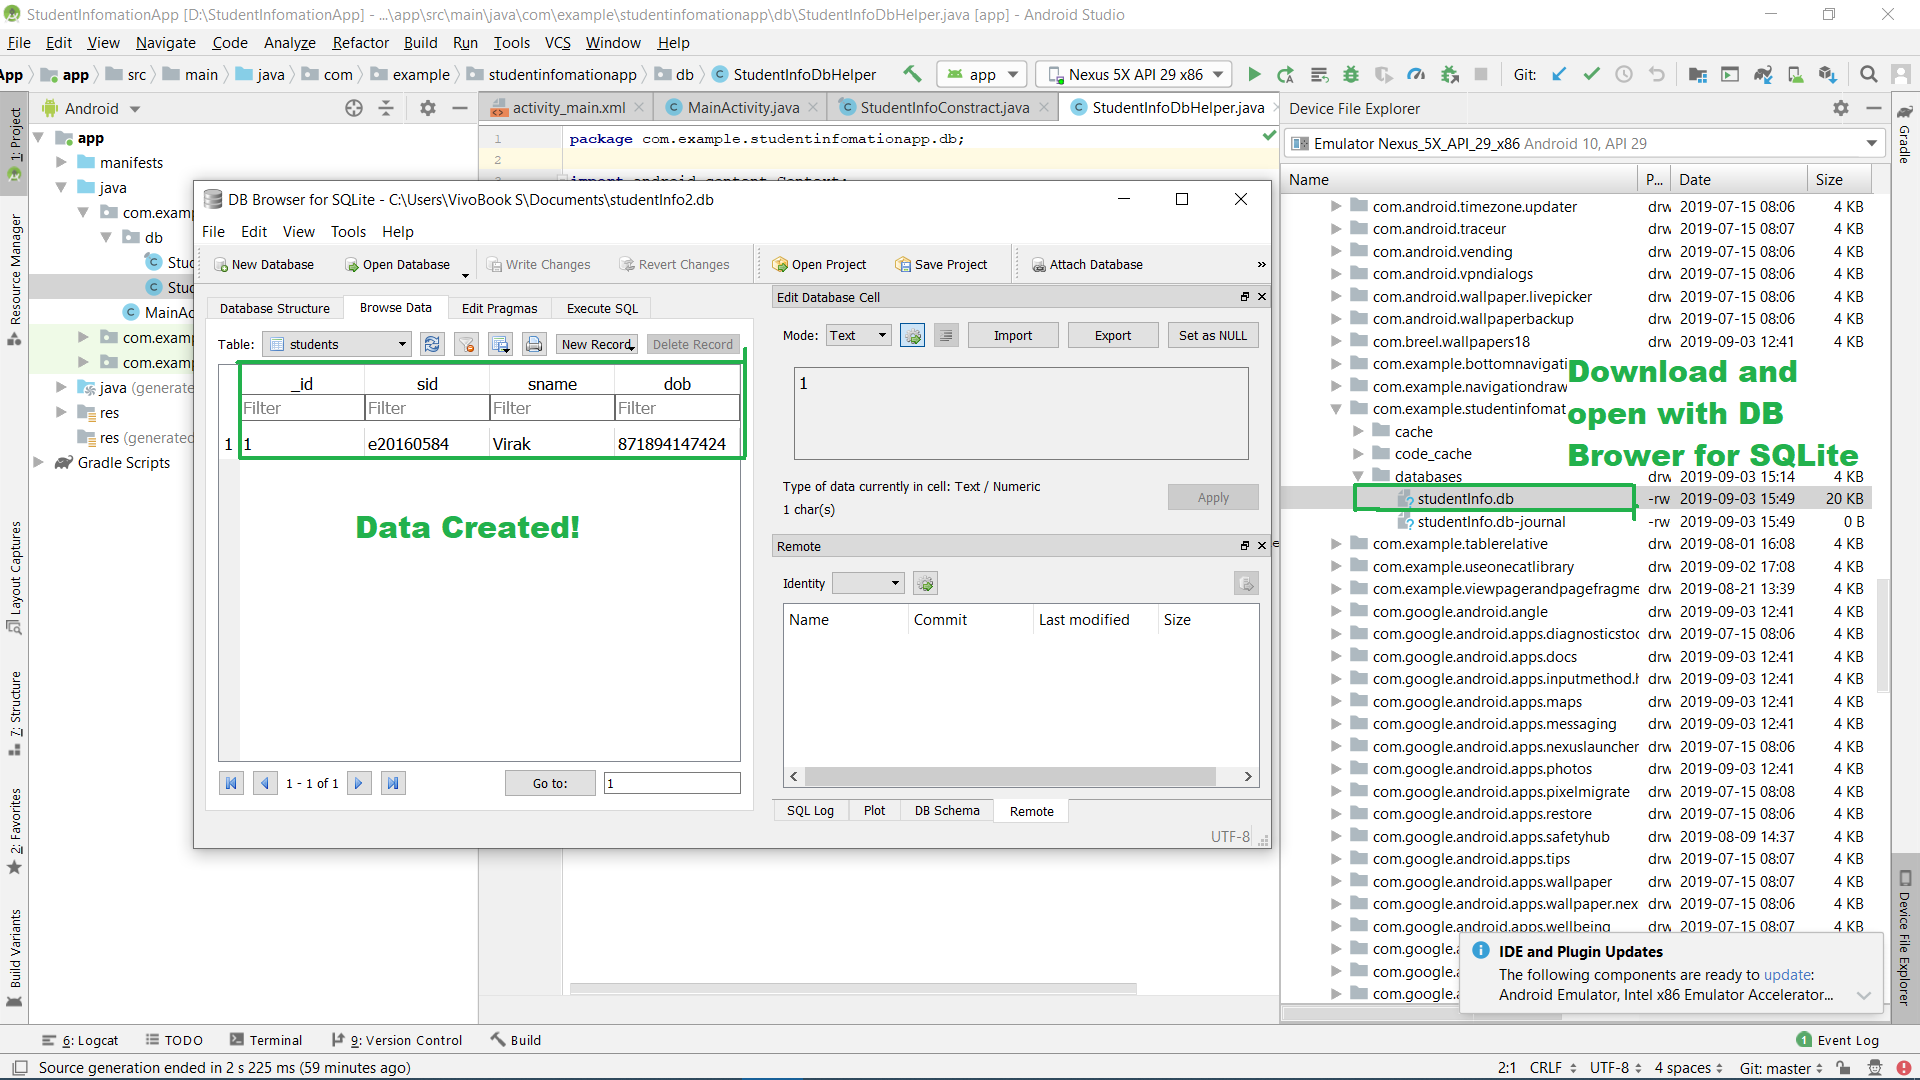 StudentInfomationApp [D:\StudentInfomationApp] - ...\app\src\main\java\com\example\studentinfomationapp\db\StudentInfoDbHelper.java [app] - Android Studio
File Edit View Navigate Code Analyze Refactor Build Run Tools VCS Window Help
App app src main java com example studentinfomationapp db StudentInfoDbHelper app Nexus 5X API 29 x86 Git:
Android
activity_main.xml MainActivity.java StudentInfoConstract.java StudentInfoDbHelper.java
1: Project
Resource Manager
Layout Captures
7: Structure
2: Favorites
Build Variants
app
manifests
java
com.examp
db
Stu
Stu
MainAc
com.examp
com.examp
java (generate
res
res (generated
Gradle Scripts
1 package com.example.studentinfomationapp.db;
2
DB Browser for SQLite - C:\Users\VivoBook S\Documents\studentInfo2.db
File Edit View Tools Help
New Database Open Database Write Changes Revert Changes Open Project Save Project Attach Database »
Database Structure Browse Data Edit Pragmas Execute SQL
Table: students New Record Delete Record
_id sid sname dob
Filter Filter Filter Filter
1 1 e20160584 Virak 871894147424
Data Created!
1 - 1 of 1 Go to: 1
Edit Database Cell
Mode: Text Import Export Set as NULL
1
Type of data currently in cell: Text / Numeric
1 char(s)
Apply
Remote
Identity
Name Commit Last modified Size
SQL Log Plot DB Schema Remote
UTF-8
Device File Explorer
Emulator Nexus_5X_API_29_x86 Android 10, API 29
Name P... Date Size
com.android.timezone.updater drw 2019-07-15 08:06 4 KB
com.android.traceur drw 2019-07-15 08:07 4 KB
com.android.vending drw 2019-07-15 08:06 4 KB
com.android.vpndialogs drw 2019-07-15 08:06 4 KB
com.android.wallpaper.livepicker drw 2019-07-15 08:06 4 KB
com.android.wallpaperbackup drw 2019-07-15 08:06 4 KB
com.breel.wallpapers18 drw 2019-09-03 12:41 4 KB
com.example.bottomnavigati
com.example.navigationdraw
com.example.studentinfomat
cache
code_cache
Download and
open with DB
Brower for SQLite
databases drw 2019-09-03 15:14 4 KB
studentInfo.db -rw 2019-09-03 15:49 20 KB
studentInfo.db-journal -rw 2019-09-03 15:49 0 B
com.example.tablerelative drw 2019-08-01 16:08 4 KB
com.example.useonecatlibrary drw 2019-09-02 17:08 4 KB
com.example.viewpagerandpagefragme drw 2019-08-21 13:39 4 KB
com.google.android.angle drw 2019-09-03 12:41 4 KB
com.google.android.apps.diagnosticstoc drw 2019-07-15 08:06 4 KB
com.google.android.apps.docs drw 2019-09-03 12:41 4 KB
com.google.android.apps.inputmethod.h drw 2019-09-03 12:41 4 KB
com.google.android.apps.maps drw 2019-09-03 12:41 4 KB
com.google.android.apps.messaging drw 2019-09-03 12:41 4 KB
com.google.android.apps.nexuslauncher drw 2019-07-15 08:06 4 KB
com.google.android.apps.photos drw 2019-09-03 12:41 4 KB
com.google.android.apps.pixelmigrate drw 2019-07-15 08:08 4 KB
com.google.android.apps.restore drw 2019-07-15 08:06 4 KB
com.google.android.apps.safetyhub drw 2019-08-09 14:37 4 KB
com.google.android.apps.tips drw 2019-07-15 08:07 4 KB
com.google.android.apps.wallpaper drw 2019-07-15 08:07 4 KB
com.google.android.apps.wallpaper.nex drw 2019-07-15 08:06 4 KB
com.google.android.apps.wellbeing drw 2019-07-15 08:07 4 KB
com.google.a
com.google.a
com.google.a
IDE and Plugin Updates
The following components are ready to update:
Android Emulator, Intel x86 Emulator Accelerator...
Gradle
Device File Explorer
6: Logcat TODO Terminal 9: Version Control Build 1 Event Log
Source generation ended in 2 s 225 ms (59 minutes ago) 2:1 CRLF UTF-8 4 spaces Git: master